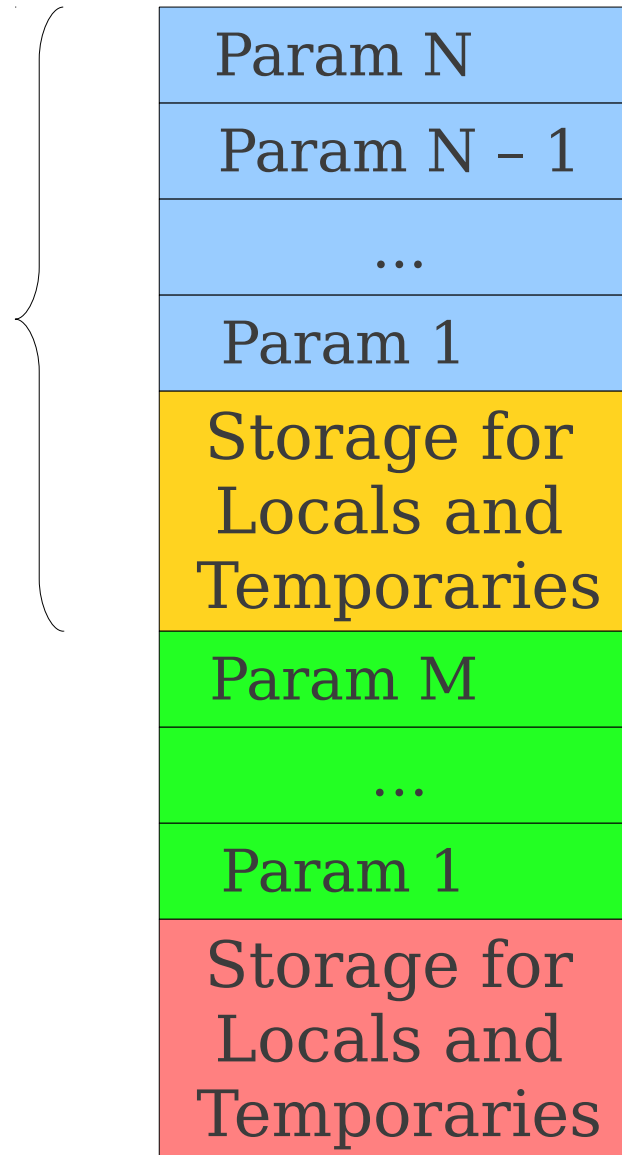 Param N
Param N – 1
...
Param 1
Storage for
Locals and
Temporaries
Param M
...
Param 1
Storage for
Locals and
Temporaries